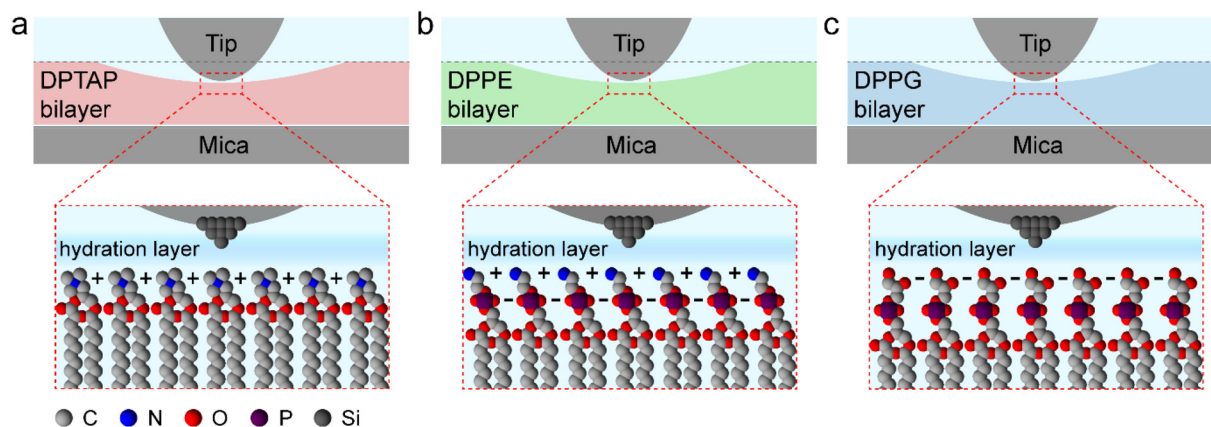 a
Tip
DPTAP
bilayer
Mica
hydration layer
+ + + + + +
b
Tip
DPPE
bilayer
Mica
hydration layer
+ + + + + +
- - - - - -
c
Tip
DPPG
bilayer
Mica
hydration layer
- - - - - -
C N O P Si